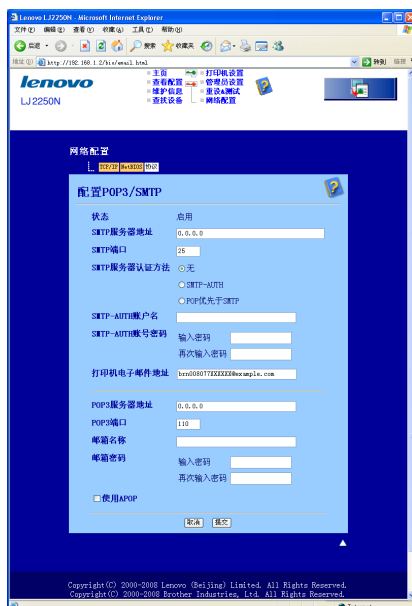 Lenovo LJ2250N - Microsoft Internet Explorer
文件(F) 编辑(E) 查看(V) 收藏(A) 工具(T) 帮助(H)
后退 搜索 收藏夹
地址(D) http://192.168.1.2/bio/email.html 转到 链接
lenovo
LJ2250N
主页
查看配置
维护信息
查找设备
打印机设置
管理员设置
重设&测试
网络配置
网络配置
TCP/IP NetBIOS 协议
配置POP3/SMTP
状态 启用
SMTP服务器地址 0.0.0.0
SMTP端口 25
SMTP服务器认证方法 无
SMTP-AUTH
POP优先于SMTP
SMTP-AUTH账户名
SMTP-AUTH账号密码 输入密码
再次输入密码
打印机电子邮件地址 brn008077XXXXXX@example.com
POP3服务器地址 0.0.0.0
POP3端口 110
邮箱名称
邮箱密码 输入密码
再次输入密码
使用APOP
取消 提交
Copyright(C) 2000-2008 Lenovo (Beijing) Limited. All Rights Reserved.
Copyright(C) 2000-2008 Brother Industries, Ltd. All Rights Reserved.